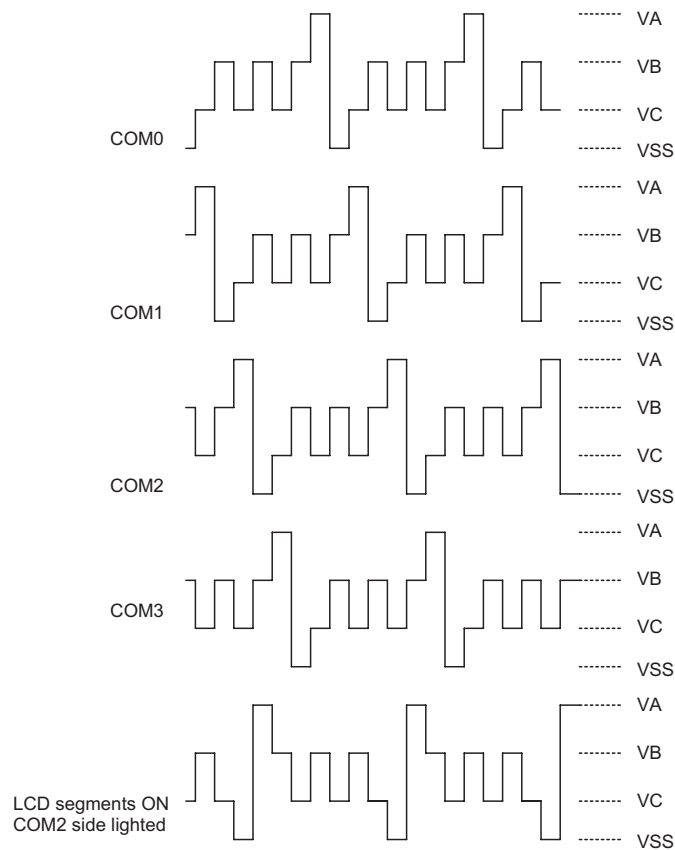 VA
VB
VC
COM0
VSS
VA
VB
VC
COM1
VSS
VA
VB
VC
COM2
VSS
VA
VB
COM3
VC
VSS
VA
VB
VC
LCD segments ON
COM2 side lighted
VSS